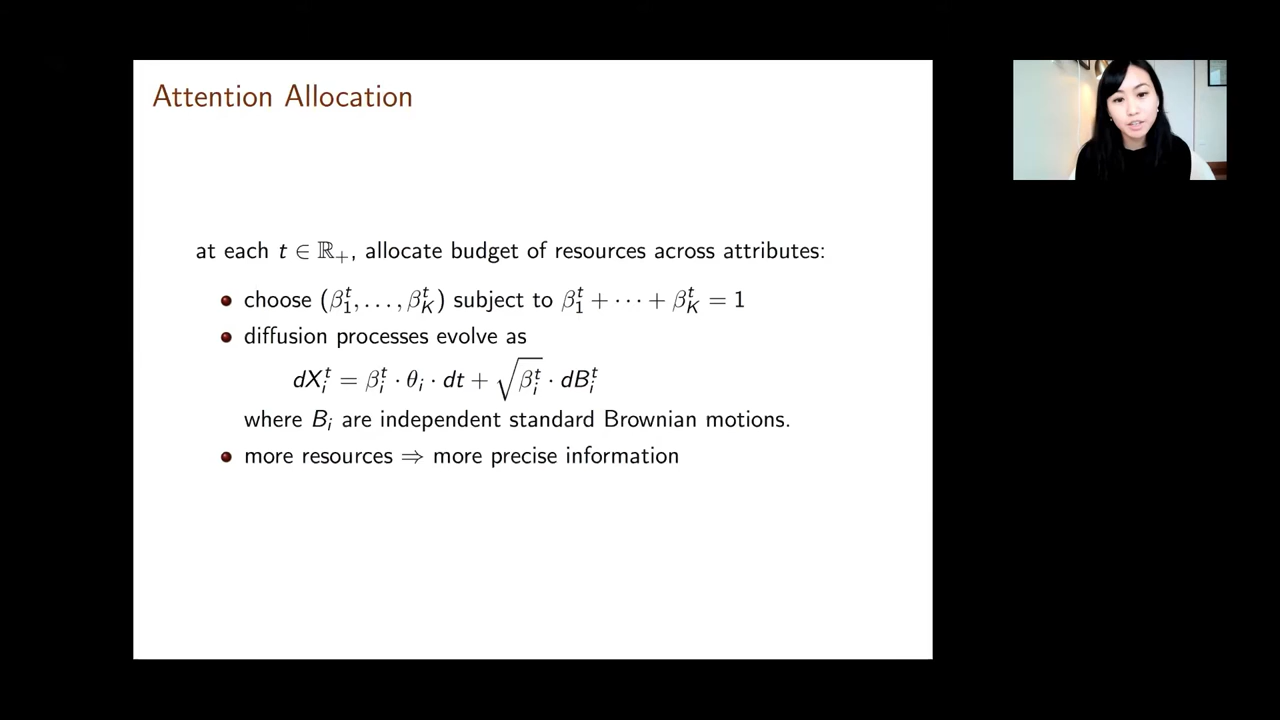 Attention Allocation
at each t ∈ ℝ₊, allocate budget of resources across attributes:
choose (β₁ᵗ, . . . , β_Kᵗ) subject to β₁ᵗ + · · · + β_Kᵗ = 1
diffusion processes evolve as
dXᵢᵗ = βᵢᵗ · θᵢ · dt + √βᵢᵗ · dBᵢᵗ
where Bᵢ are independent standard Brownian motions.
more resources ⇒ more precise information